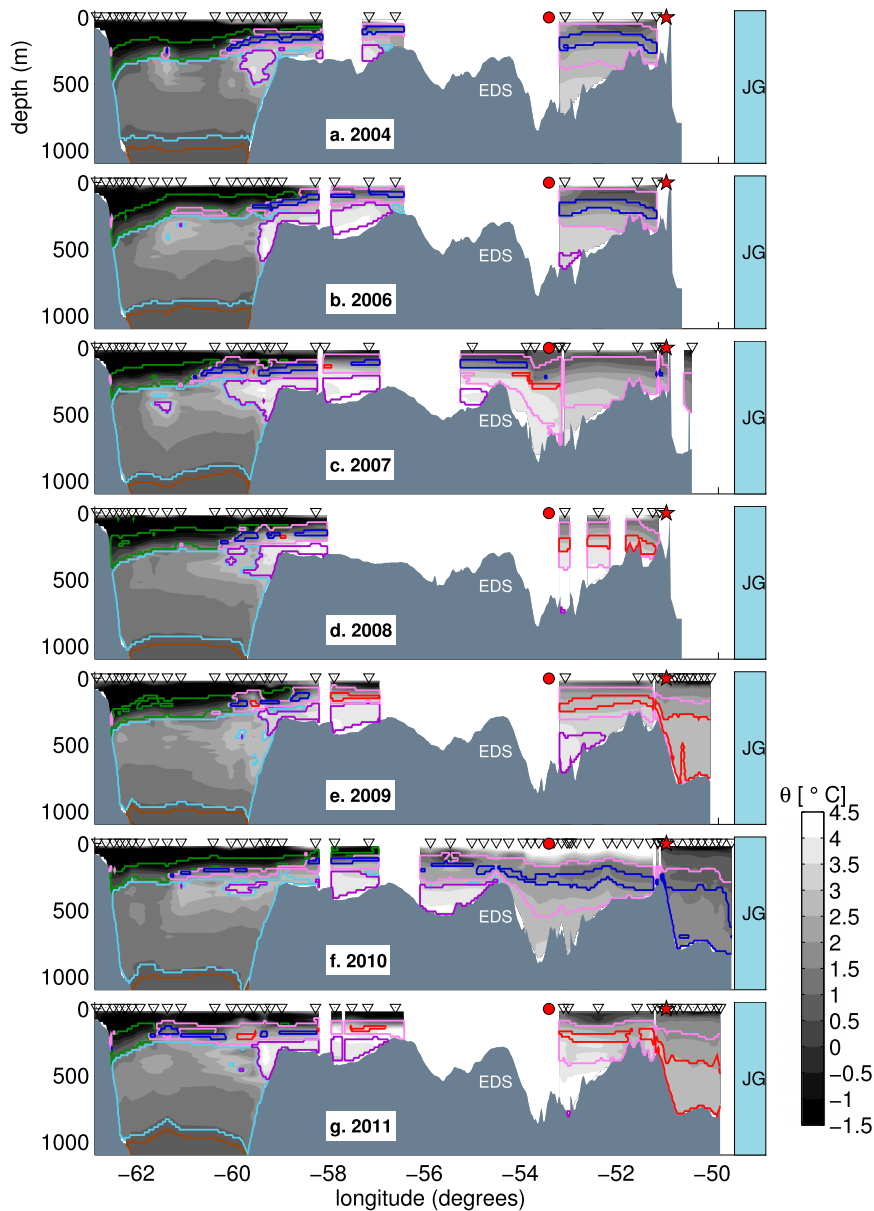 depth (m)
0
500
1000
EDS
JG
a. 2004
0
500
1000
EDS
JG
b. 2006
0
500
1000
EDS
JG
c. 2007
0
500
1000
EDS
JG
d. 2008
0
500
1000
EDS
JG
e. 2009
0
500
1000
EDS
JG
f. 2010
0
500
1000
EDS
JG
g. 2011
−62 −60 −58 −56 −54 −52 −50
longitude (degrees)
θ [ ° C]
4.5
4
3.5
3
2.5
2
1.5
1
0.5
0
−0.5
−1
−1.5